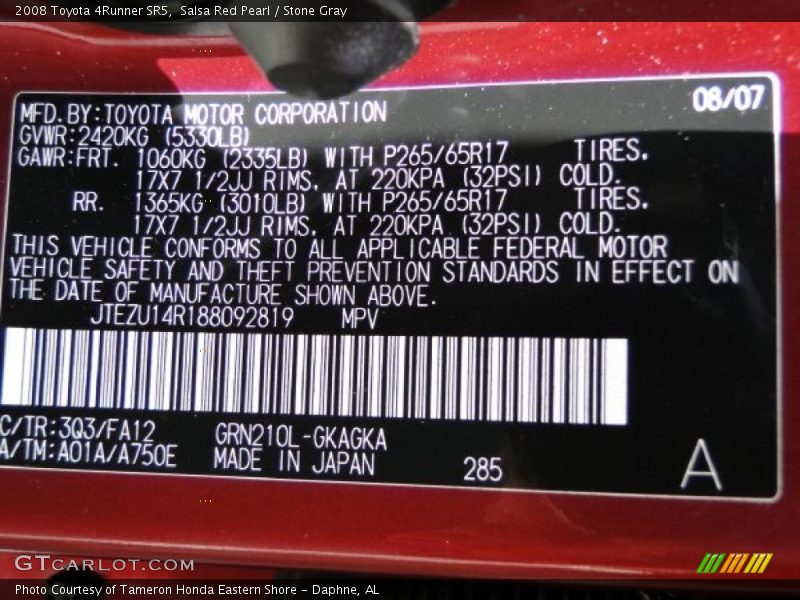 2008 Toyota 4Runner SR5, Salsa Red Pearl / Stone Gray
08/07
MFD.BY:TOYOTA MOTOR CORPORATION
GVWR:2420KG (5330LB)
GAWR:FRT. 1060KG (2335LB) WITH P265/65R17 TIRES.
17X7 1/2JJ RIMS. AT 220KPA (32PSI) COLD.
RR. 1365KG (3010LB) WITH P265/65R17 TIRES.
17X7 1/2JJ RIMS. AT 220KPA (32PSI) COLD.
THIS VEHICLE CONFORMS TO ALL APPLICABLE FEDERAL MOTOR
VEHICLE SAFETY AND THEFT PREVENTION STANDARDS IN EFFECT ON
THE DATE OF MANUFACTURE SHOWN ABOVE.
JTEZU14R188092819 MPV
C/TR:3Q3/FA12 GRN210L-GKAGKA
A/TM:A01A/A750E MADE IN JAPAN 285 A
GTCARLOT.COM
Photo Courtesy of Tameron Honda Eastern Shore - Daphne, AL